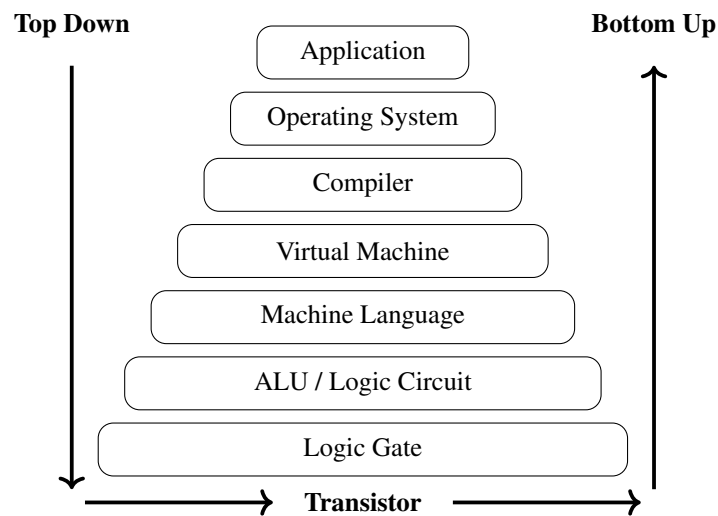 Top Down
Bottom Up
Application
Operating System
Compiler
Virtual Machine
Machine Language
ALU / Logic Circuit
Logic Gate
Transistor